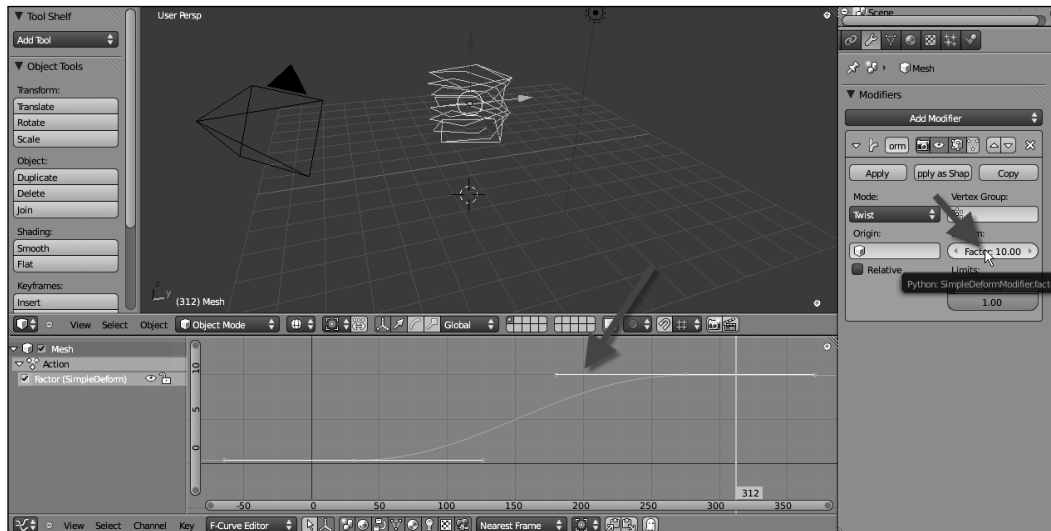 Tool Shelf
Add Tool
Object Tools
Transform:
Translate
Rotate
Scale
Object:
Duplicate
Delete
Join
Shading:
Smooth
Flat
Keyframes:
Insert
User Persp
z
y
(312) Mesh
View Select Object Object Mode Global
Scene
Mesh
Modifiers
Add Modifier
orm
Apply pply as Shap Copy
Mode: Vertex Group:
Twist
Origin:
Factor: 10.00
Relative Limits:
Python: SimpleDeformModifier.fact
1.00
Mesh
Action
Factor (SimpleDeform)
10
5
0
312
-50 0 50 100 150 200 250 300 350
View Select Channel Key F-Curve Editor Nearest Frame